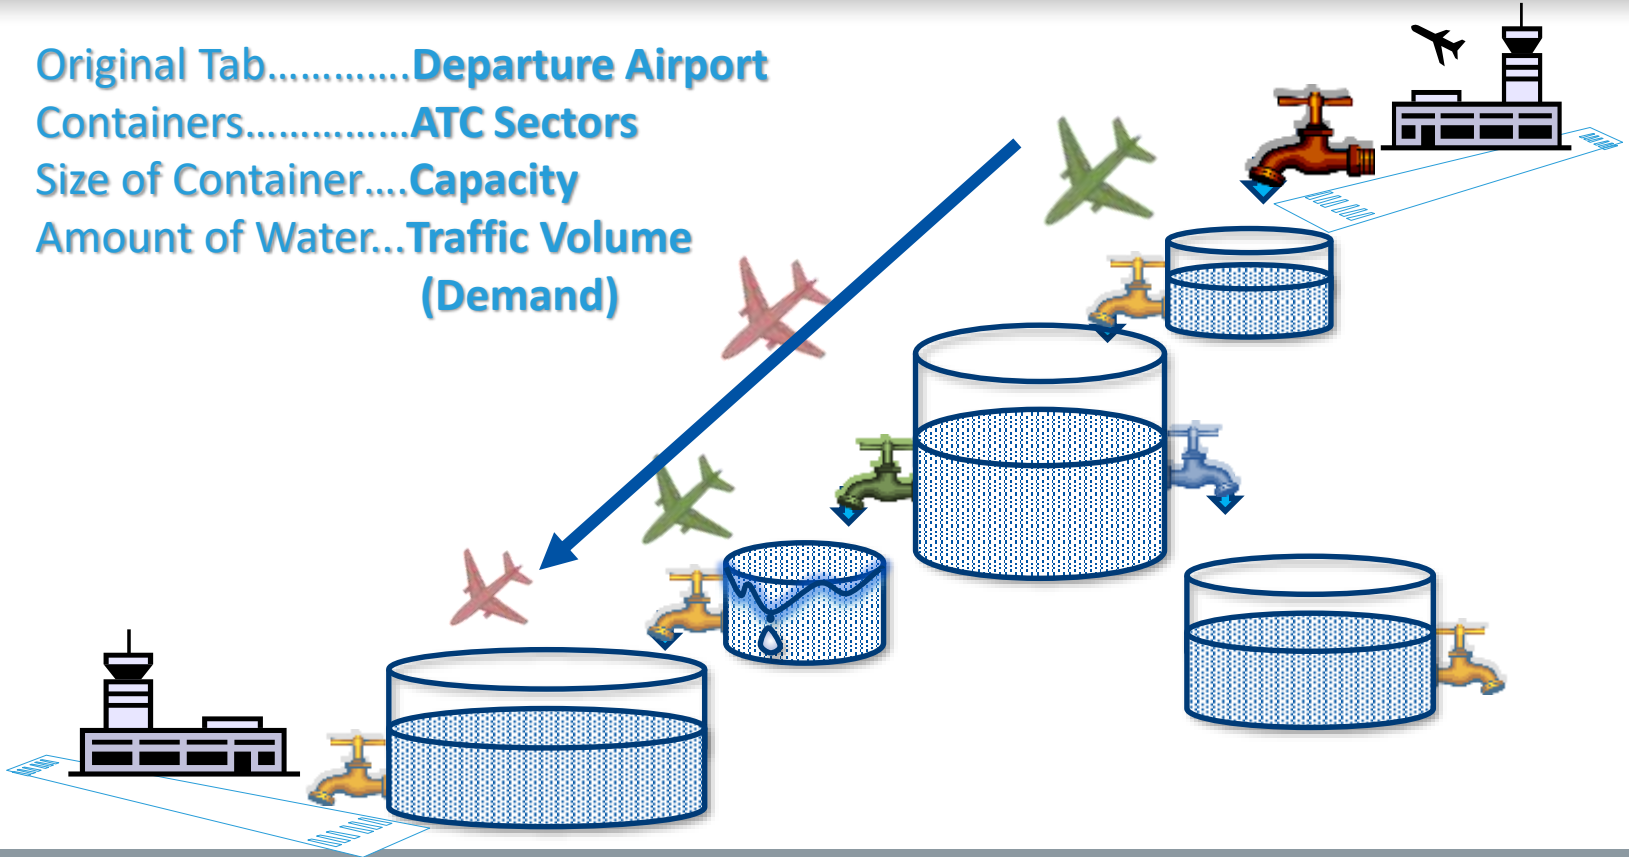 Original Tab.............Departure Airport
Containers...............ATC Sectors
Size of Container....Capacity
Amount of Water...Traffic Volume
(Demand)